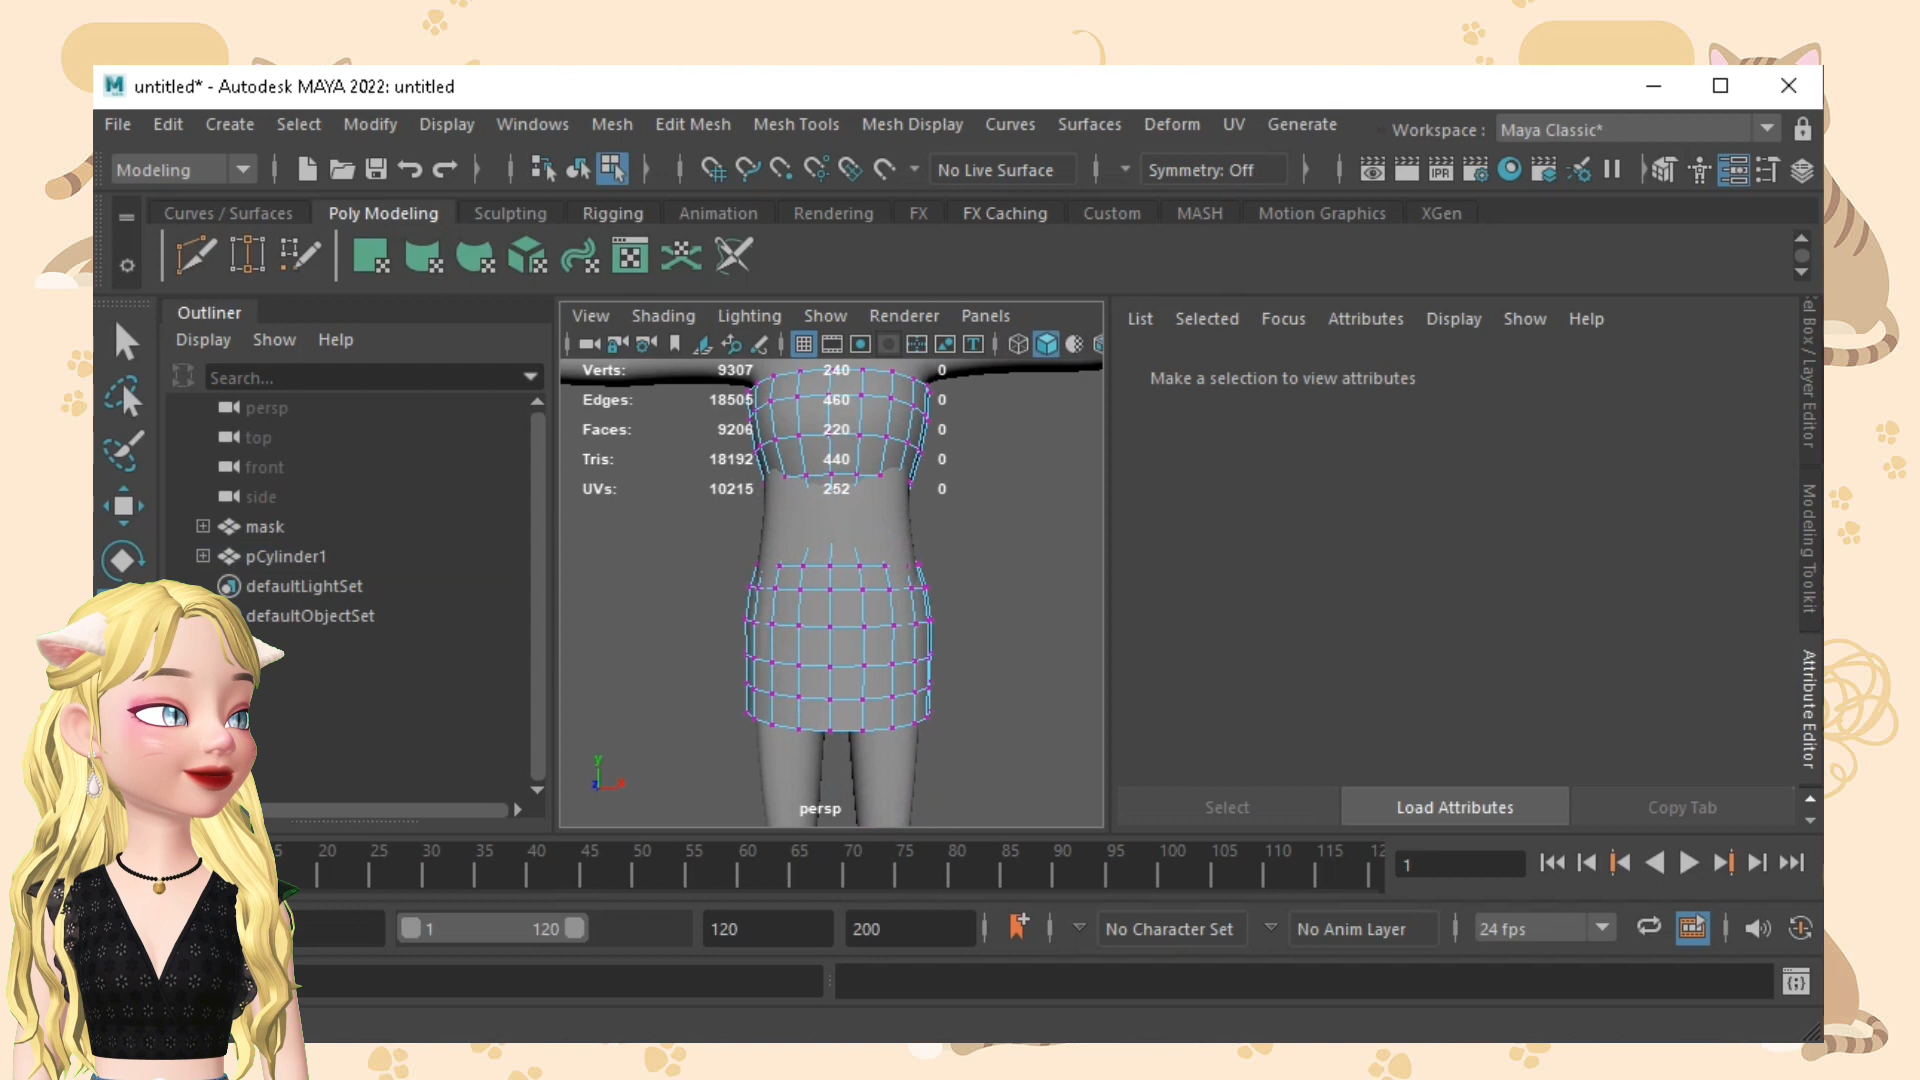 untitled* - Autodesk MAYA 2022: untitled
File Edit Create Select Modify Display Windows Mesh Edit Mesh Mesh Tools Mesh Display Curves Surfaces Deform UV Generate Workspace : Maya Classic*
Modeling No Live Surface Symmetry: Off IPR
Curves / Surfaces Poly Modeling Sculpting Rigging Animation Rendering FX FX Caching Custom MASH Motion Graphics XGen
Outliner
Display Show Help
Search...
persp
top
front
side
mask
pCylinder1
defaultLightSet
defaultObjectSet
View Shading Lighting Show Renderer Panels
Verts: 9307 240 0
Edges: 18505 460 0
Faces: 9206 220 0
Tris: 18192 440 0
UVs: 10215 252 0
y
x
z
persp
List Selected Focus Attributes Display Show Help
Make a selection to view attributes
Box / Layer Editor
Modeling Toolkit
Attribute Editor
Select Load Attributes Copy Tab
5 20 25 30 35 40 45 50 55 60 65 70 75 80 85 90 95 100 105 110 115 12
1
1 120 120 200 No Character Set No Anim Layer 24 fps